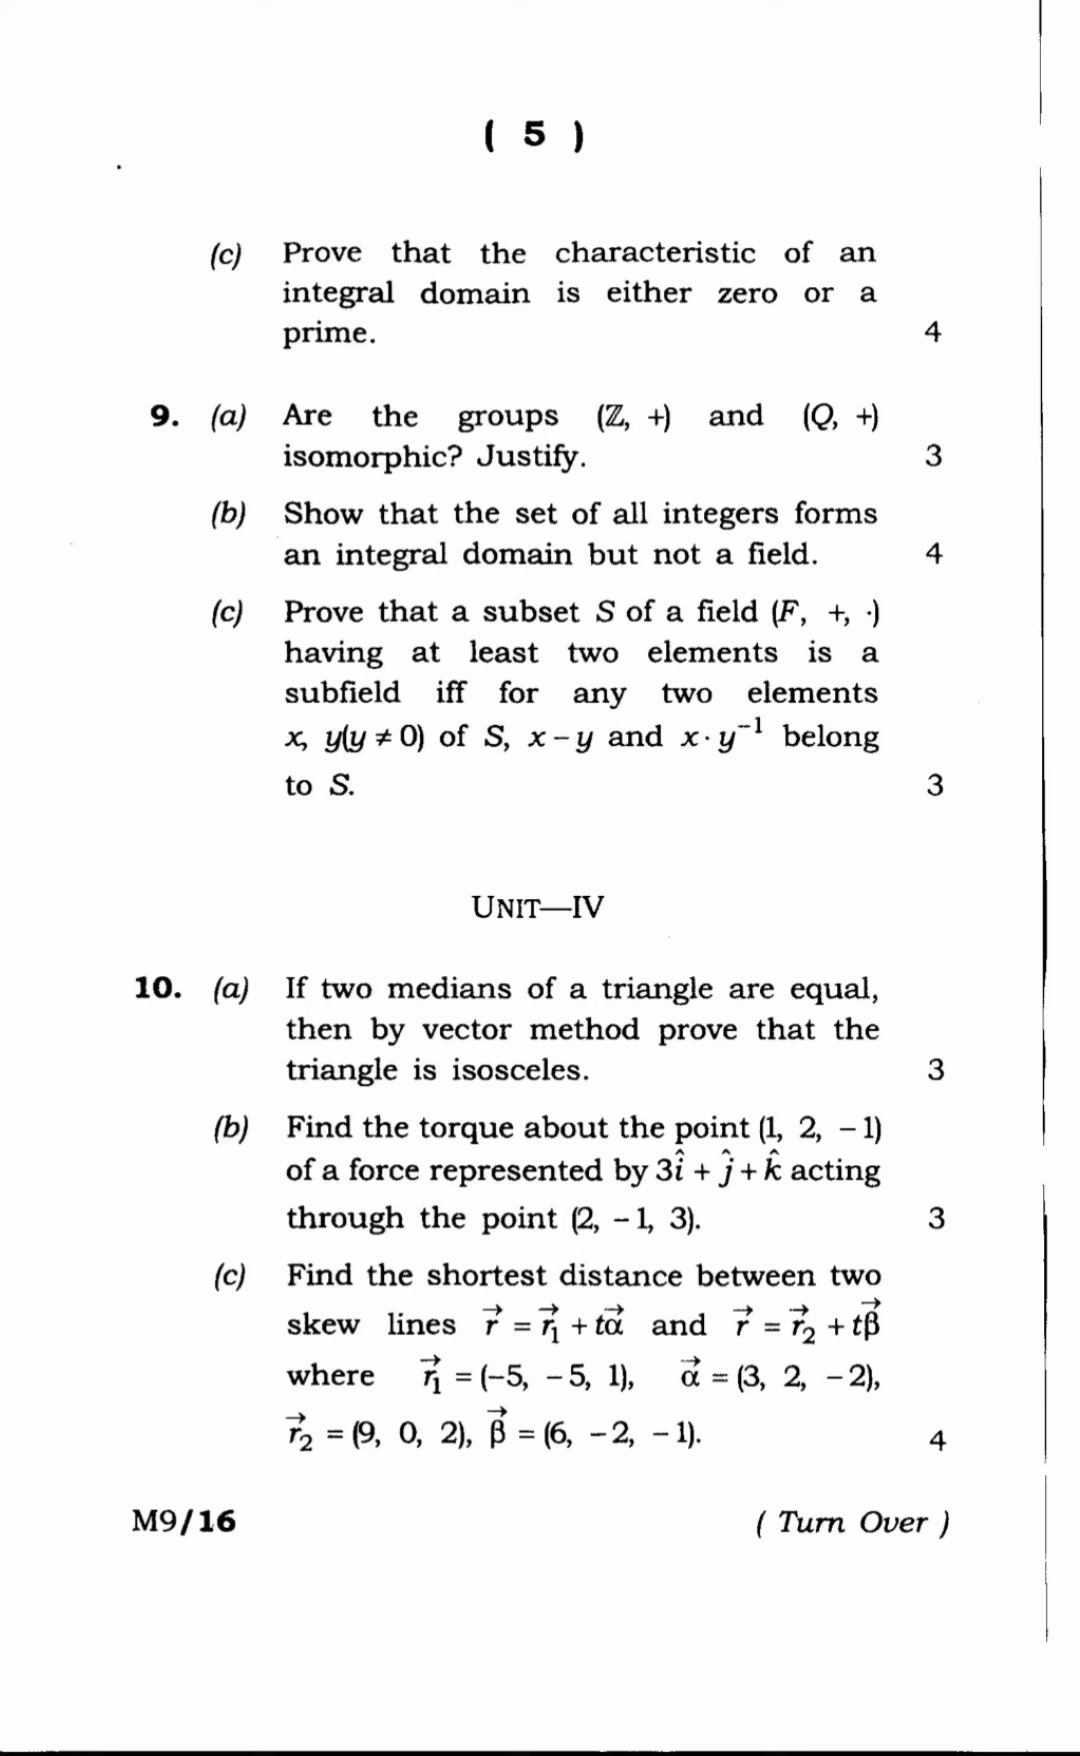 ( 5 )
(c) Prove that the characteristic of an
integral domain is either zero or a
prime. 4
9. (a) Are the groups (ℤ, +) and (Q, +)
isomorphic? Justify. 3
(b) Show that the set of all integers forms
an integral domain but not a field. 4
(c) Prove that a subset S of a field (F, +, ·)
having at least two elements is a
subfield iff for any two elements
x, y(y ≠ 0) of S, x − y and x · y⁻¹ belong
to S. 3
UNIT—IV
10. (a) If two medians of a triangle are equal,
then by vector method prove that the
triangle is isosceles. 3
(b) Find the torque about the point (1, 2, −1)
of a force represented by 3î + ĵ + k̂ acting
through the point (2, −1, 3). 3
(c) Find the shortest distance between two
skew lines r⃗ = r⃗₁ + tα⃗ and r⃗ = r⃗₂ + tβ⃗
where r⃗₁ = (−5, −5, 1), α⃗ = (3, 2, −2),
r⃗₂ = (9, 0, 2), β⃗ = (6, −2, −1). 4
M9/16 ( Turn Over )